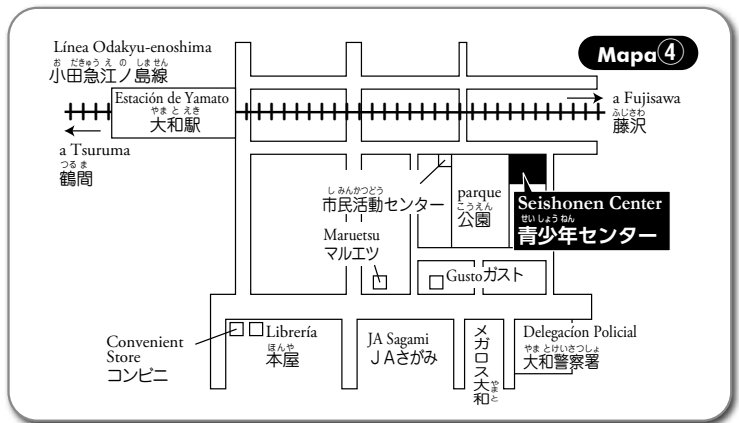 Mapa④
Línea Odakyu-enoshima
お だきゅう え の しません
小田急江ノ島線
Estación de Yamato
やまとえき
大和駅
a Fujisawa
ふじさわ
藤沢
a Tsuruma
つるま
鶴間
しみんかつどう
市民活動センター
parque
こうえん
公園
Seishonen Center
せいしょうねん
青少年センター
Maruetsu
マルエツ
Gustoガスト
Convenient
Store
コンビニ
Librería
ほんや
本屋
JA Sagami
JAさがみ
メガロス大和
やまと
Delegacíon Policial
やまとけいさつしょ
大和警察署